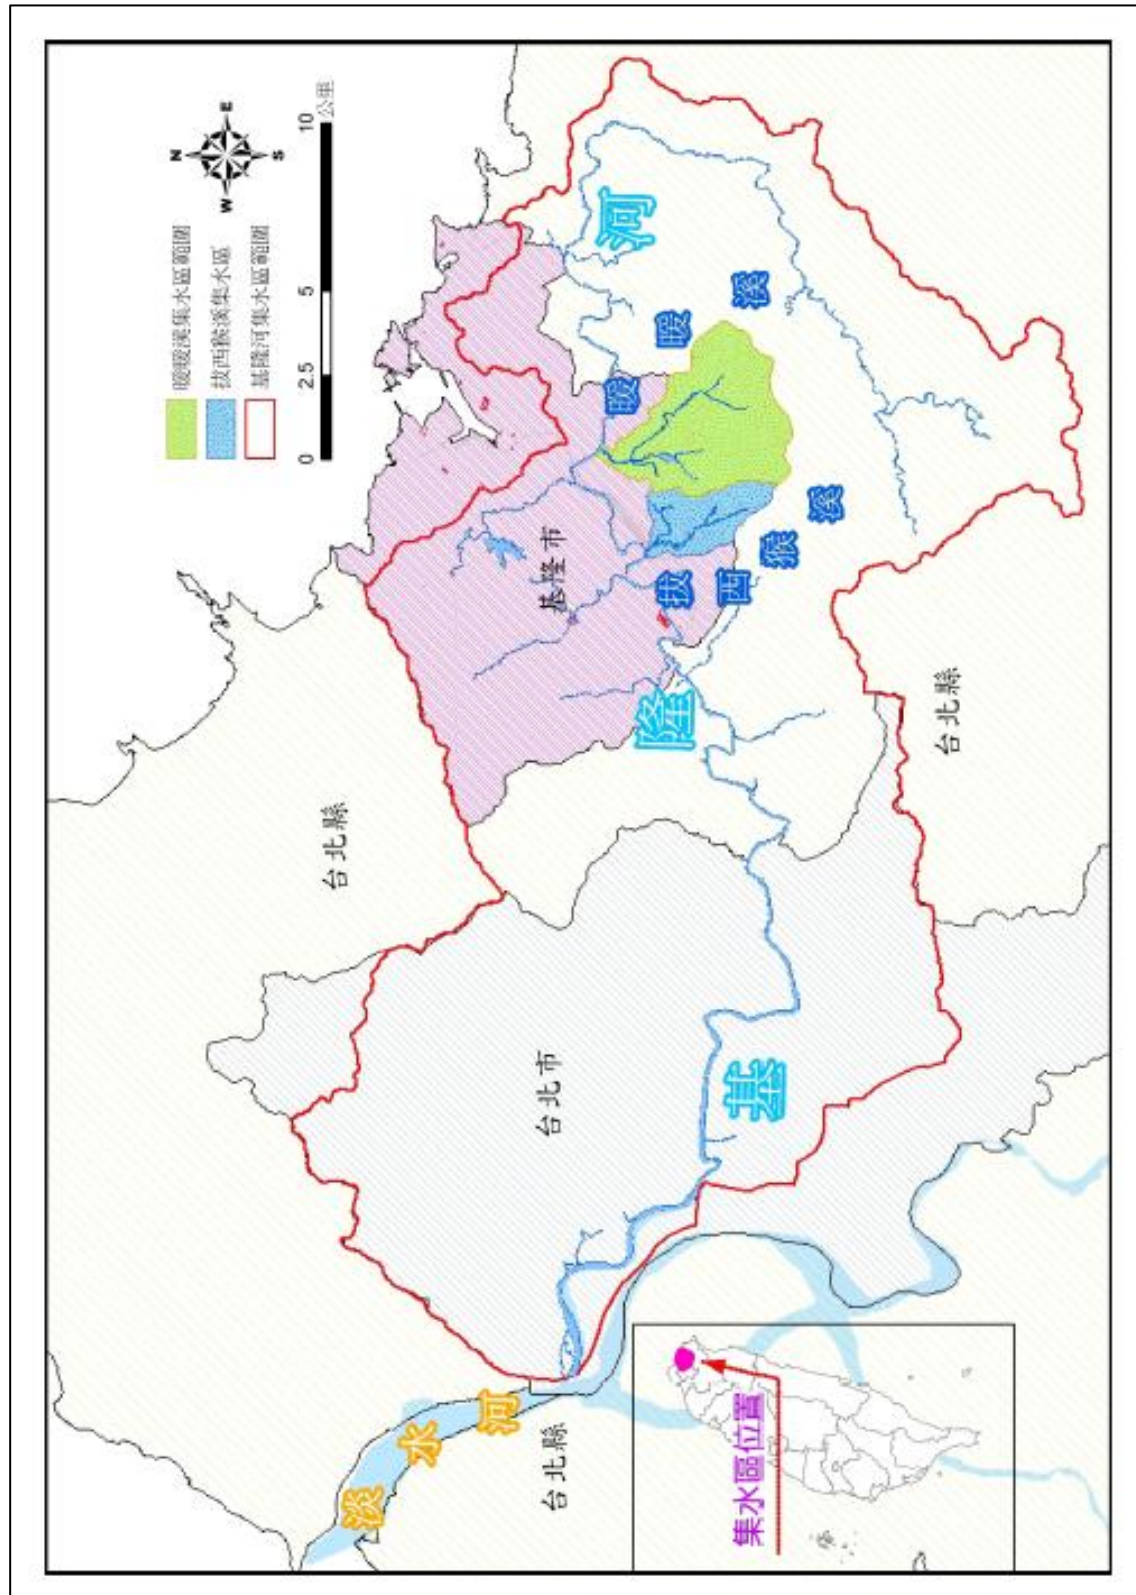 N
W
E
S
暖暖溪集水區範圍
拔西猴溪集水區
基隆河集水區範圍
0
2.5
5
10
公里
基隆河
暖暖溪
拔西猴溪
基隆市
台北縣
台北縣
台北市
台北縣
淡水河
集水區位置